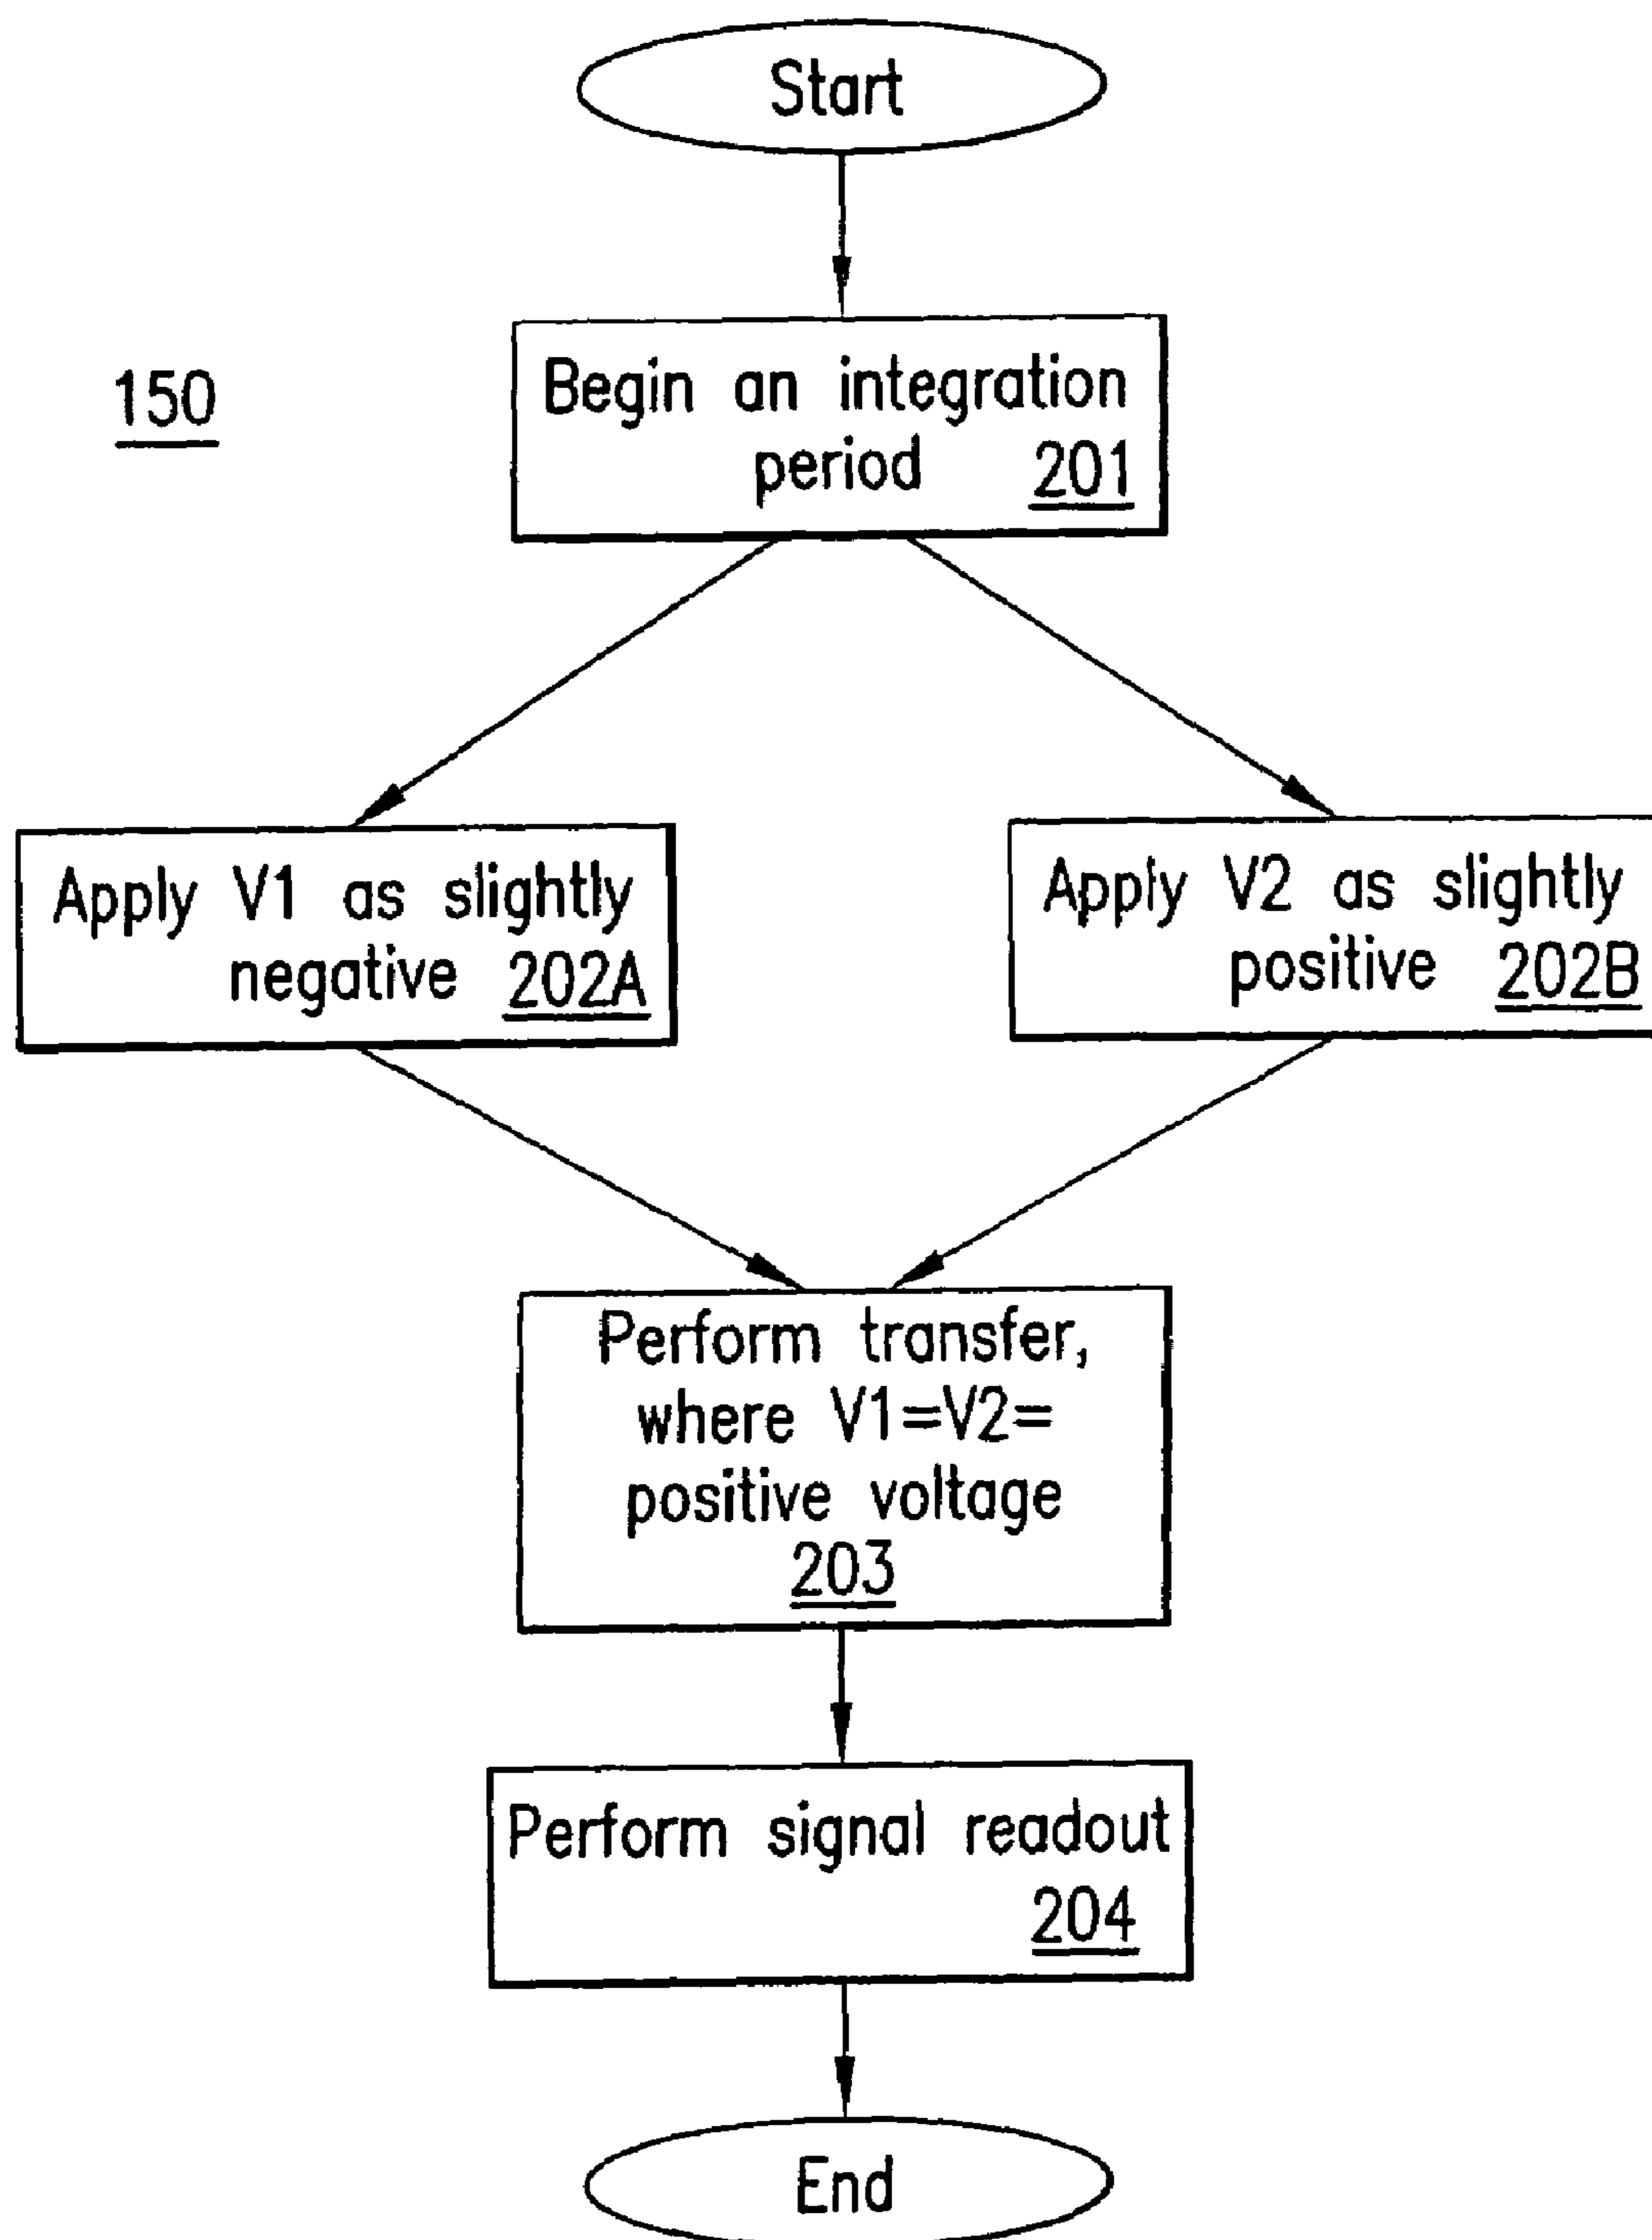 Start
150
Begin an integration
period 201
Apply V1 as slightly
negative 202A
Apply V2 as slightly
positive 202B
Perform transfer,
where V1=V2=
positive voltage
203
Perform signal readout
204
End